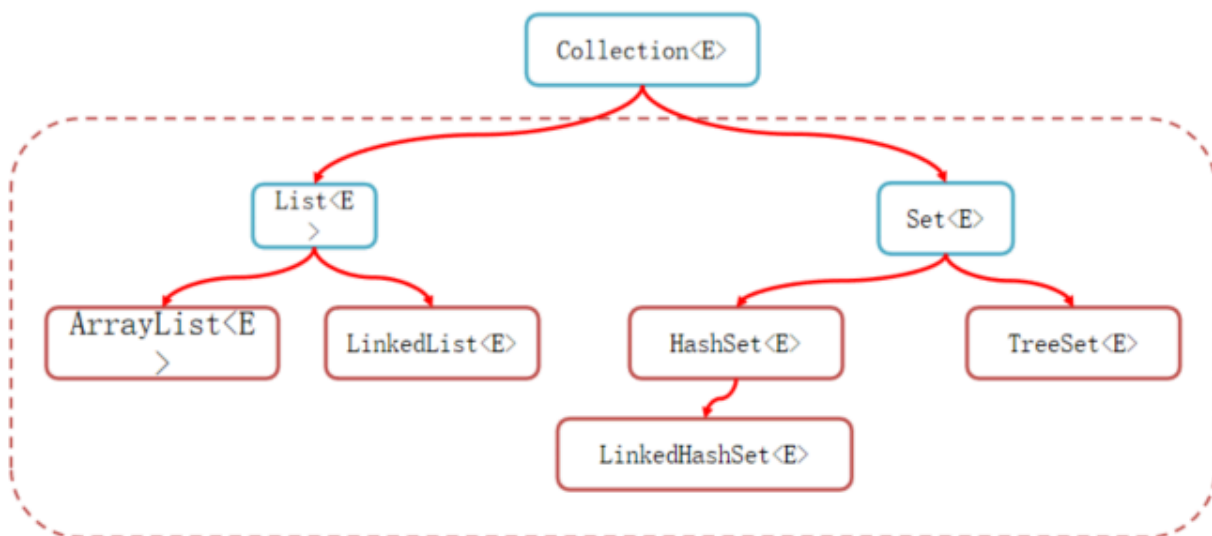 Collection<E>
List<E
>
Set<E>
ArrayList<E
>
LinkedList<E>
HashSet<E>
TreeSet<E>
LinkedHashSet<E>